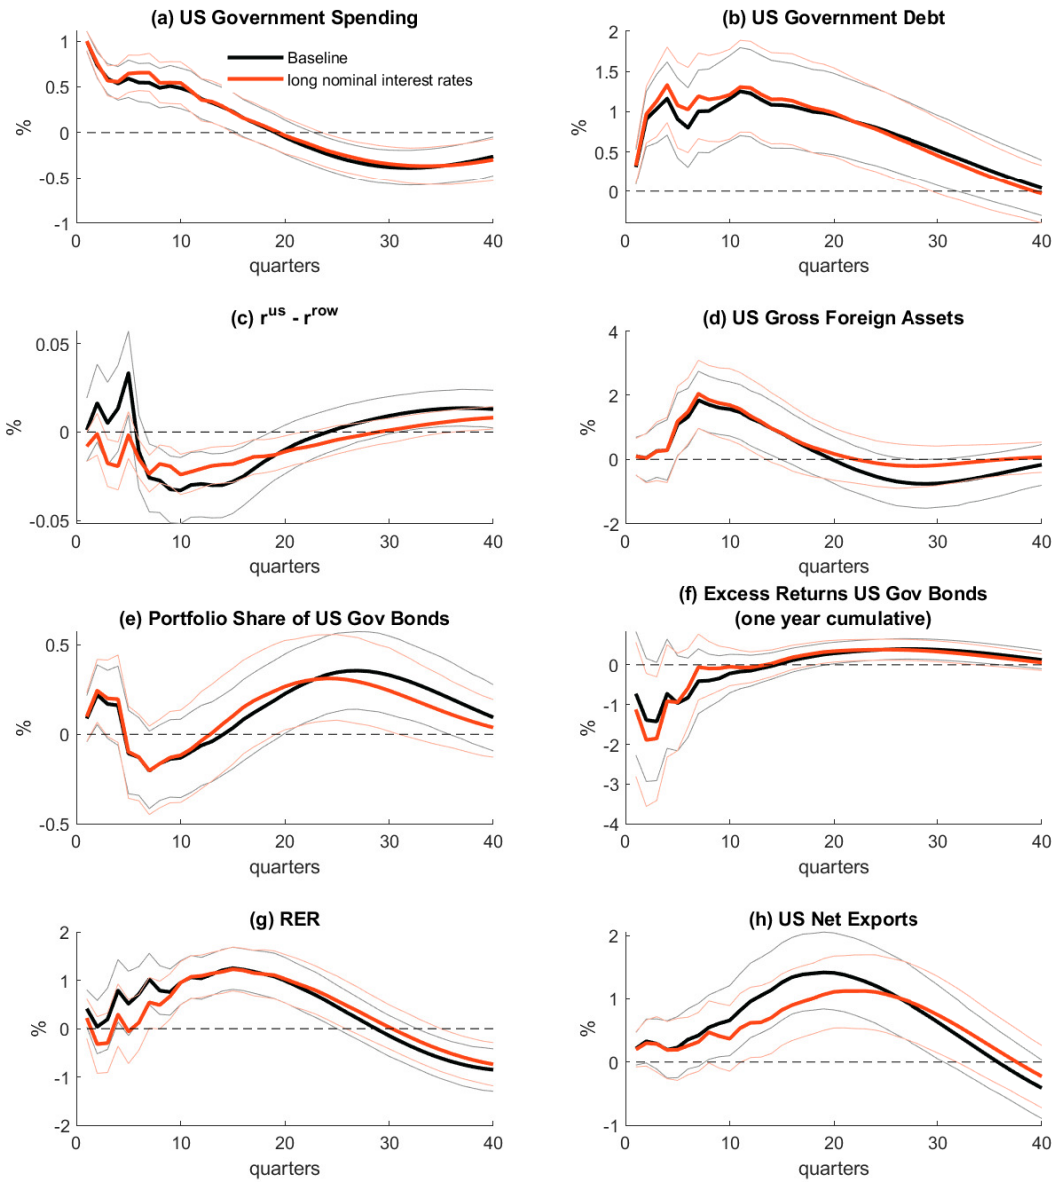 (a) US Government Spending
1
0.5
0
-0.5
-1
%
Baseline
long nominal interest rates
0 10 20 30 40
quarters
(b) US Government Debt
2
1.5
1
0.5
0
%
0 10 20 30 40
quarters
(c) r^us - r^row
0.05
0
-0.05
%
0 10 20 30 40
quarters
(d) US Gross Foreign Assets
4
2
0
-2
%
0 10 20 30 40
quarters
(e) Portfolio Share of US Gov Bonds
0.5
0
-0.5
%
0 10 20 30 40
quarters
(f) Excess Returns US Gov Bonds
(one year cumulative)
0
-1
-2
-3
-4
%
0 10 20 30 40
quarters
(g) RER
2
1
0
-1
-2
%
0 10 20 30 40
quarters
(h) US Net Exports
2
1
0
-1
%
0 10 20 30 40
quarters